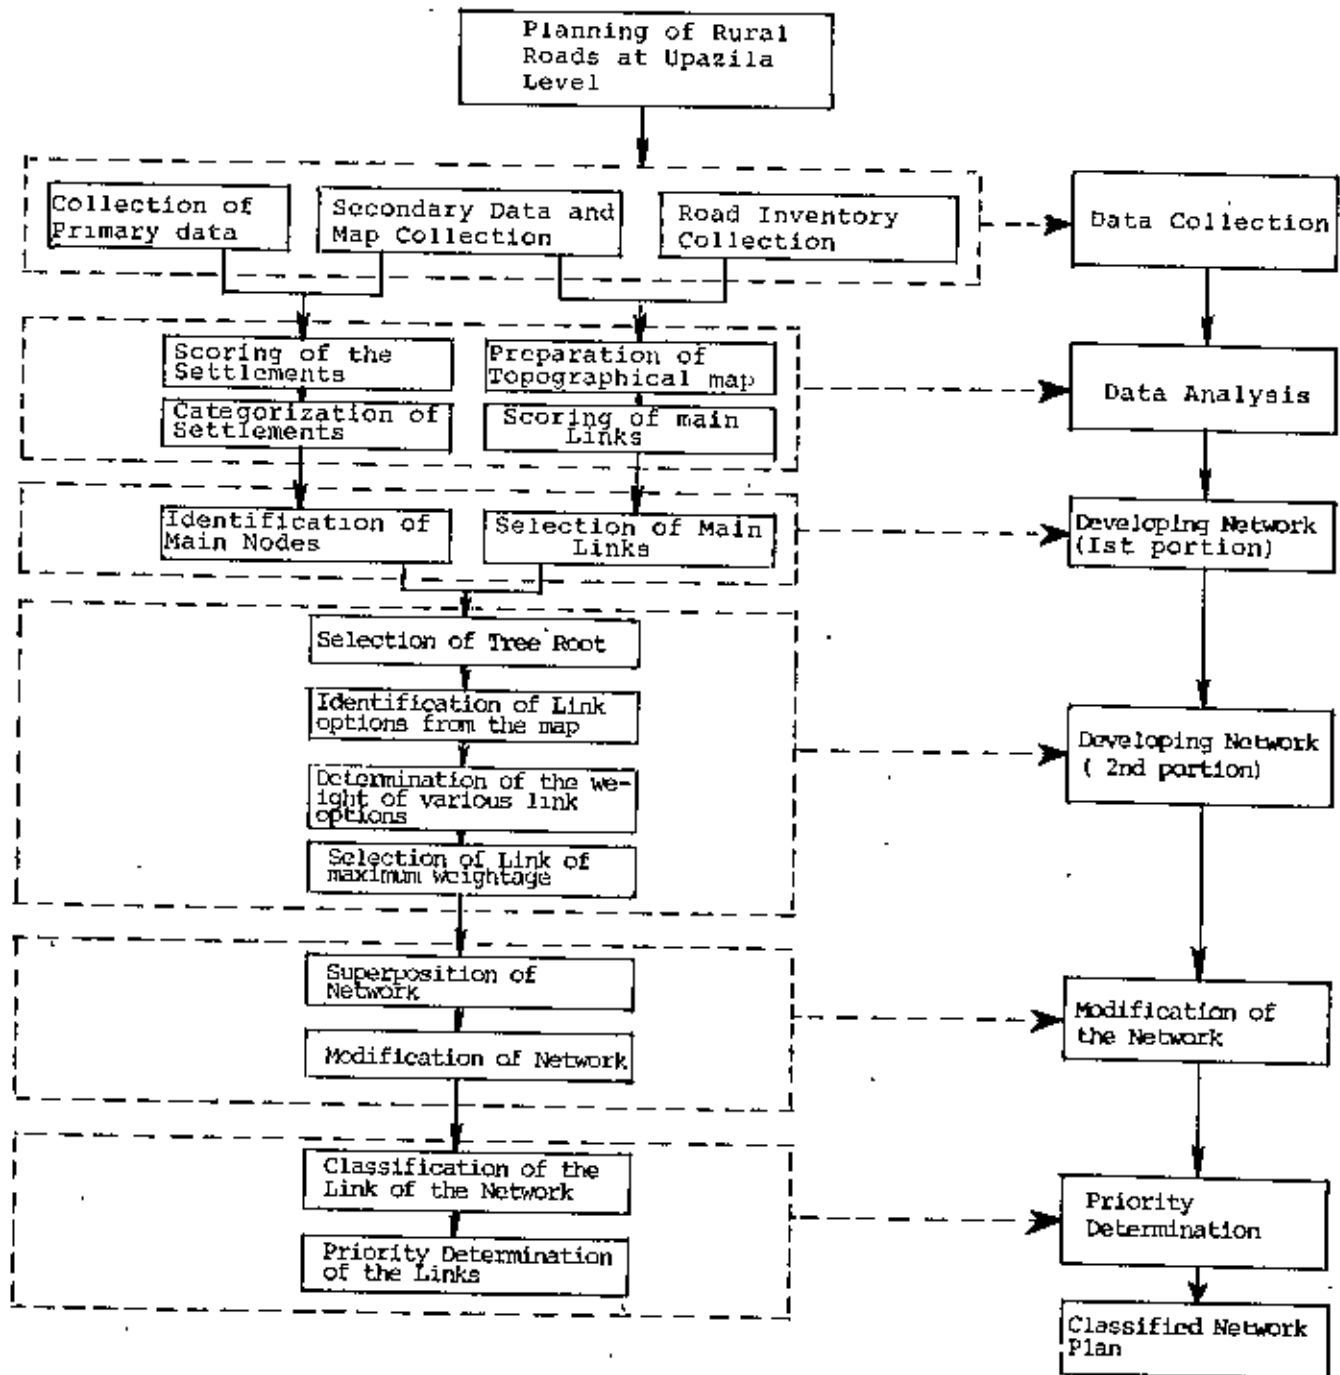 Planning of Rural
Roads at Upazila
Level
Collection of
Primary data
Secondary Data and
Map Collection
Road Inventory
Collection
Data Collection
Scoring of the
Settlements
Preparation of
Topographical map
Data Analysis
Categorization of
Settlements
Scoring of main
Links
Identification of
Main Nodes
Selection of Main
Links
Developing Network
(Ist portion)
Selection of Tree Root
Identification of Link
options from the map
Determination of the we-
ight of various link
options
Selection of Link of
maximum weightage
Developing Network
( 2nd portion)
Superposition of
Network
Modification of Network
Modification of
the Network
Classification of the
Link of the Network
Priority Determination
of the Links
Priority
Determination
Classified Network
Plan